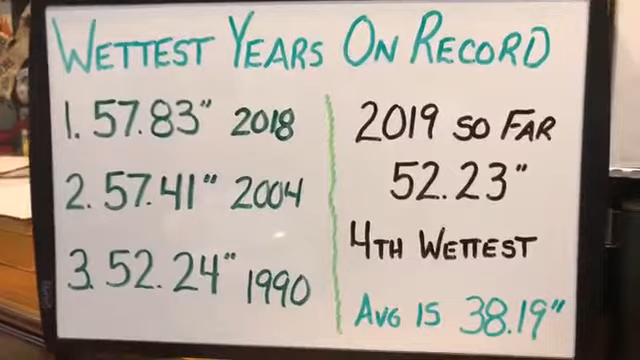 WETTEST YEARS ON RECORD
1. 57.83" 2018
2. 57.41" 2004
3. 52.24" 1990
2019 SO FAR
52.23"
4TH WETTEST
AVG IS 38.19"